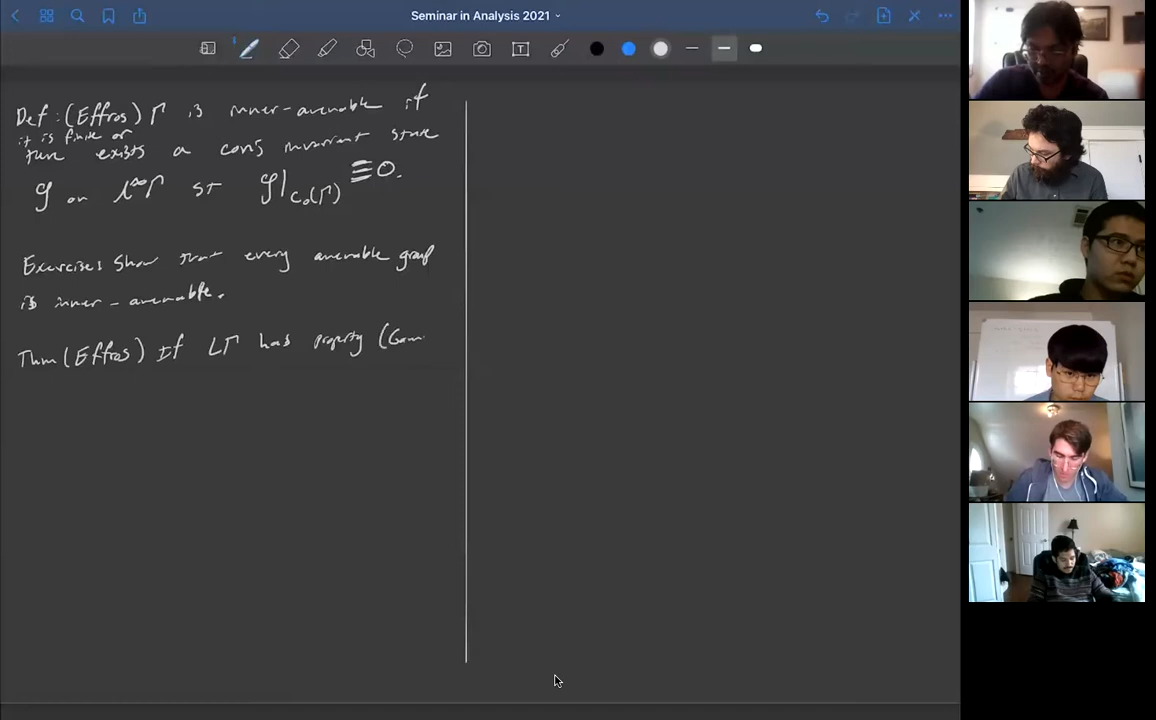 Seminar in Analysis 2021
Def: (Effros) Γ is inner-amenable if
it is finite or
there exists a conj invariant state
φ on ℓ^∞Γ st φ|_{C₀(Γ)} ≡ 0.
Exercise: Show that every amenable group
is inner-amenable.
Thm (Effros) If LΓ has property (Gam